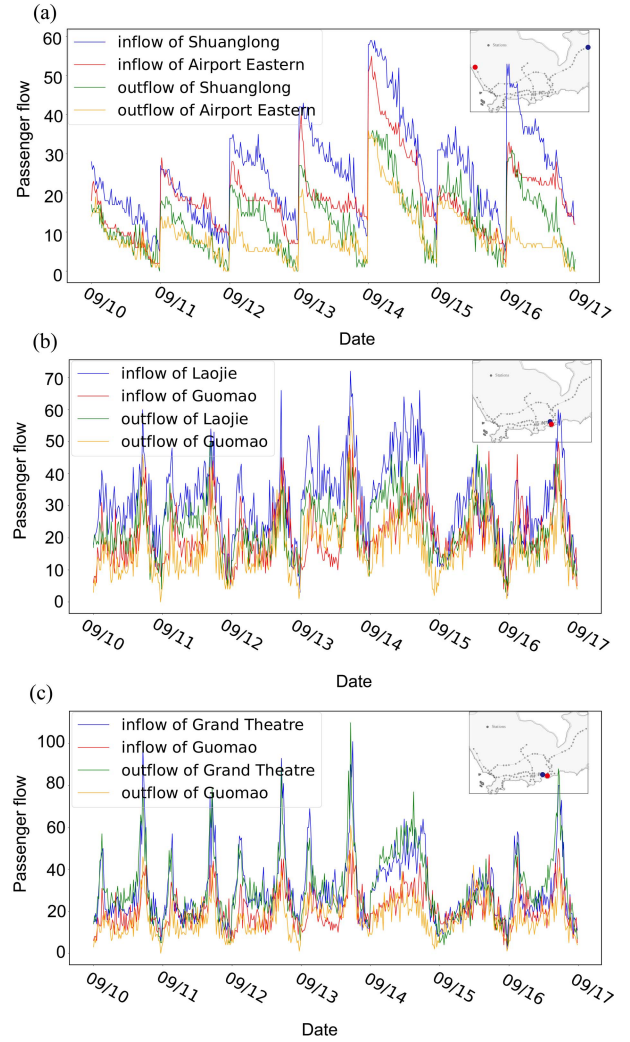 (a)
Passenger flow
60
50
40
30
20
10
0
inflow of Shuanglong
inflow of Airport Eastern
outflow of Shuanglong
outflow of Airport Eastern
09/10
09/11
09/12
09/13
09/14
09/15
09/16
09/17
Date
(b)
Passenger flow
70
60
50
40
30
20
10
0
inflow of Laojie
inflow of Guomao
outflow of Laojie
outflow of Guomao
09/10
09/11
09/12
09/13
09/14
09/15
09/16
09/17
Date
(c)
Passenger flow
100
80
60
40
20
0
inflow of Grand Theatre
inflow of Guomao
outflow of Grand Theatre
outflow of Guomao
09/10
09/11
09/12
09/13
09/14
09/15
09/16
09/17
Date